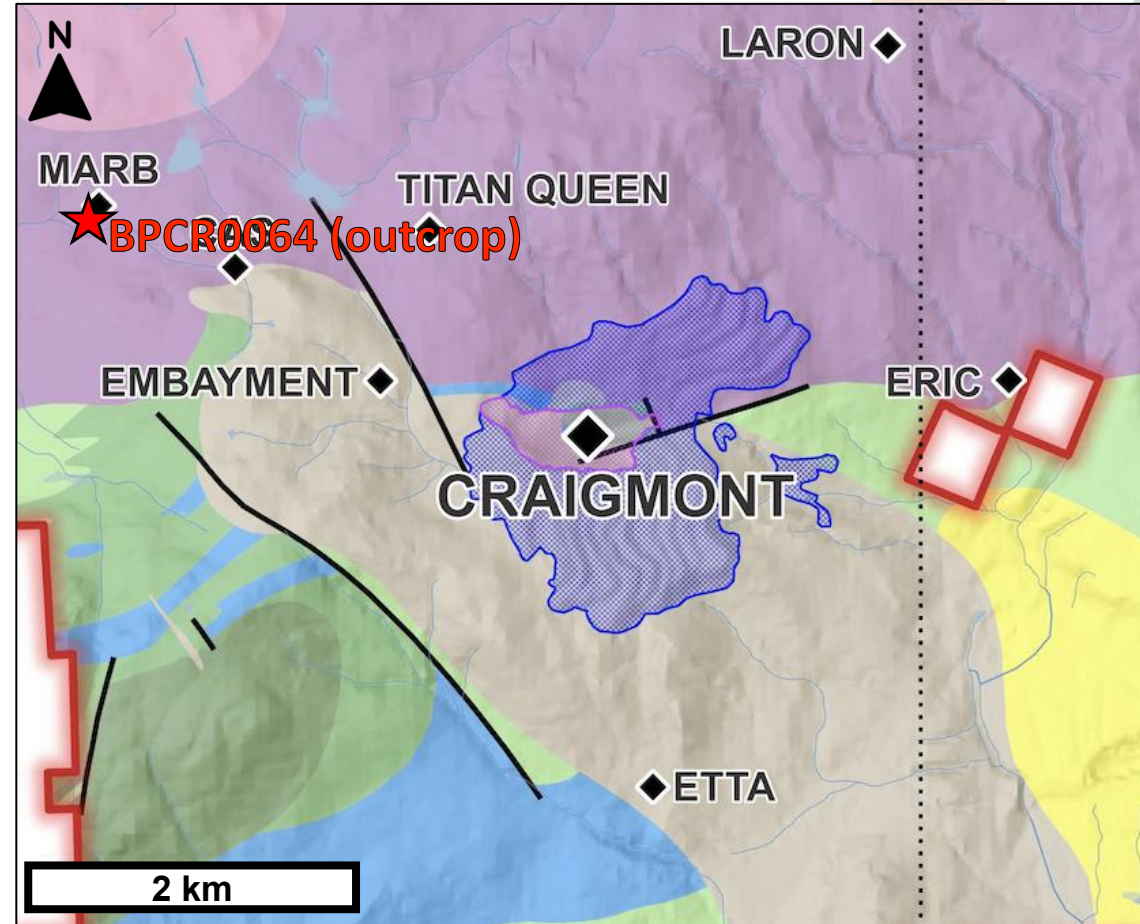 N
LARON
MARB
TITAN QUEEN
BPCR0064 (outcrop)
EMBAYMENT
ERIC
CRAIGMONT
ETTA
2 km